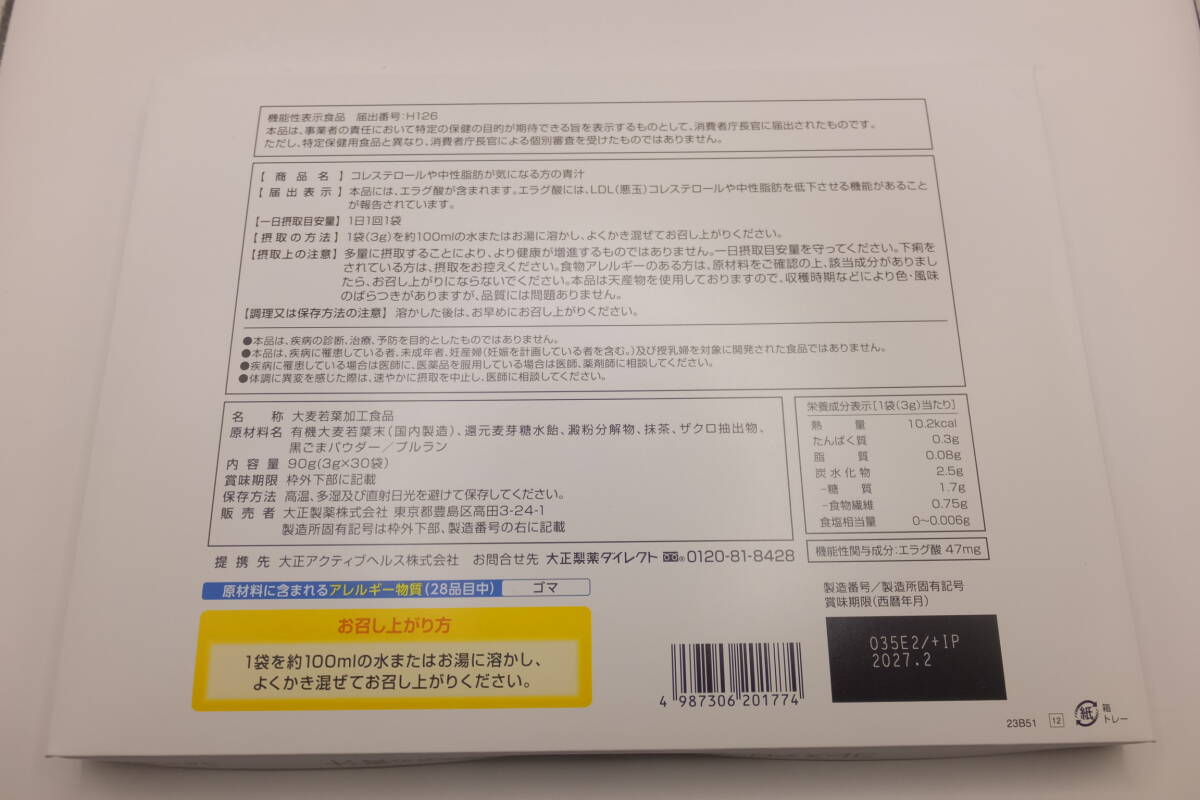 機能性表示食品 届出番号:H126
本品は、事業者の責任において特定の保健の目的が期待できる旨を表示するものとして、消費者庁長官に届出されたものです。
ただし、特定保健用食品と異なり、消費者庁長官による個別審査を受けたものではありません。
【商品名】コレステロールや中性脂肪が気になる方の青汁
【届出表示】本品には、エラグ酸が含まれます。エラグ酸には、LDL(悪玉)コレステロールや中性脂肪を低下させる機能があること
が報告されています。
【一日摂取目安量】1日1回1袋
【摂取の方法】1袋(3g)を約100mlの水またはお湯に溶かし、よくかき混ぜてお召し上がりください。
【摂取上の注意】多量に摂取することにより、より健康が増進するものではありません。一日摂取目安量を守ってください。下痢を
されている方は、摂取をお控えください。食物アレルギーのある方は、原材料をご確認の上、該当成分がありまし
たら、お召し上がりにならないでください。本品は天産物を使用しておりますので、収穫時期などにより色・風味
のばらつきがありますが、品質には問題ありません。
【調理又は保存方法の注意】溶かした後は、お早めにお召し上がりください。
●本品は、疾病の診断、治療、予防を目的としたものではありません。
●本品は、疾病に罹患している者、未成年者、妊産婦(妊娠を計画している者を含む。)及び授乳婦を対象に開発された食品ではありません。
●疾病に罹患している場合は医師に、医薬品を服用している場合は医師、薬剤師に相談してください。
●体調に異変を感じた際は、速やかに摂取を中止し、医師に相談してください。
名称 大麦若葉加工食品
原材料名 有機大麦若葉末(国内製造)、還元麦芽糖水飴、澱粉分解物、抹茶、ザクロ抽出物、
黒ごまパウダー/プルラン
内容量 90g(3g×30袋)
賞味期限 枠外下部に記載
保存方法 高温、多湿及び直射日光を避けて保存してください。
販売者 大正製薬株式会社 東京都豊島区高田3-24-1
製造所固有記号は枠外下部、製造番号の右に記載
栄養成分表示[1袋(3g)当たり]
熱量 10.2kcal
たんぱく質 0.3g
脂質 0.08g
炭水化物 2.5g
-糖質 1.7g
-食物繊維 0.75g
食塩相当量 0~0.006g
機能性関与成分:エラグ酸 47mg
提携先 大正アクティブヘルス株式会社 お問合せ先 大正製薬ダイレクト 0120-81-8428
原材料に含まれるアレルギー物質(28品目中) ゴマ
お召し上がり方
1袋を約100mlの水またはお湯に溶かし、
よくかき混ぜてお召し上がりください。
4 987306 201774
製造番号/製造所固有記号
賞味期限(西暦年月)
035E2/+IP
2027.2
23B51 12 紙 箱
トレー